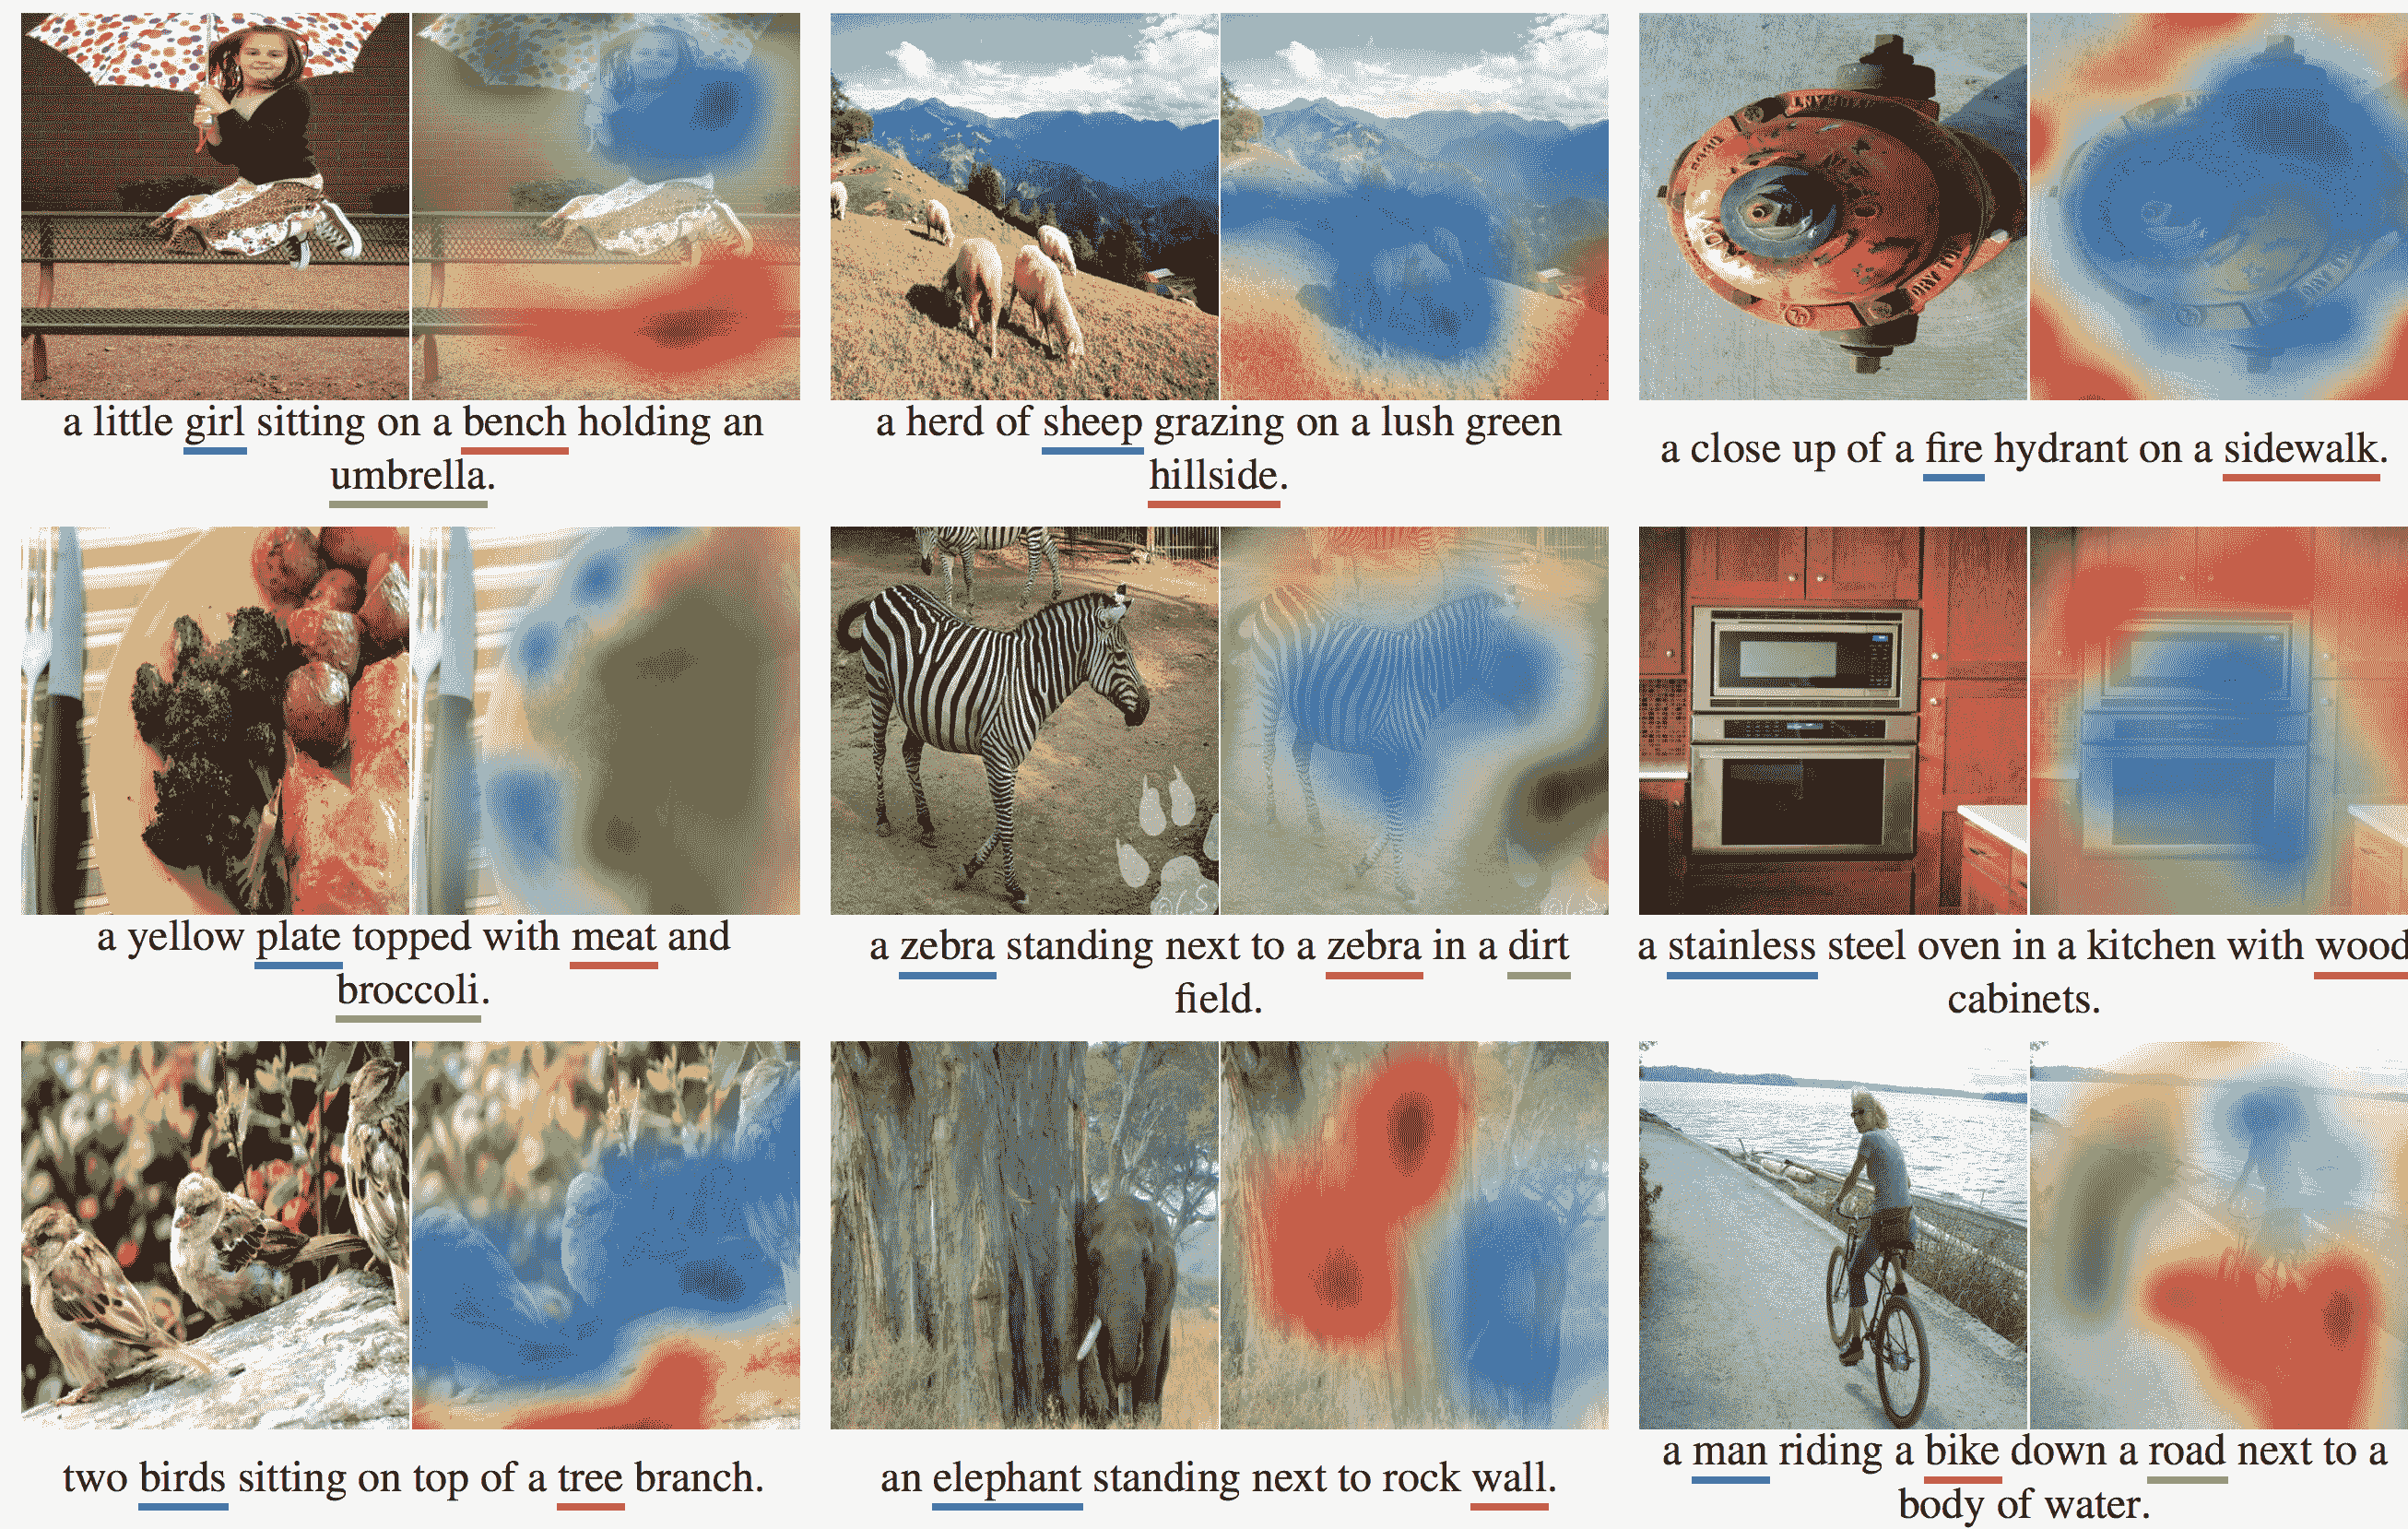 a little girl sitting on a bench holding an
umbrella.
a herd of sheep grazing on a lush green
hillside.
a close up of a fire hydrant on a sidewalk.
a yellow plate topped with meat and
broccoli.
a zebra standing next to a zebra in a dirt
field.
a stainless steel oven in a kitchen with wood
cabinets.
two birds sitting on top of a tree branch.
an elephant standing next to rock wall.
a man riding a bike down a road next to a
body of water.